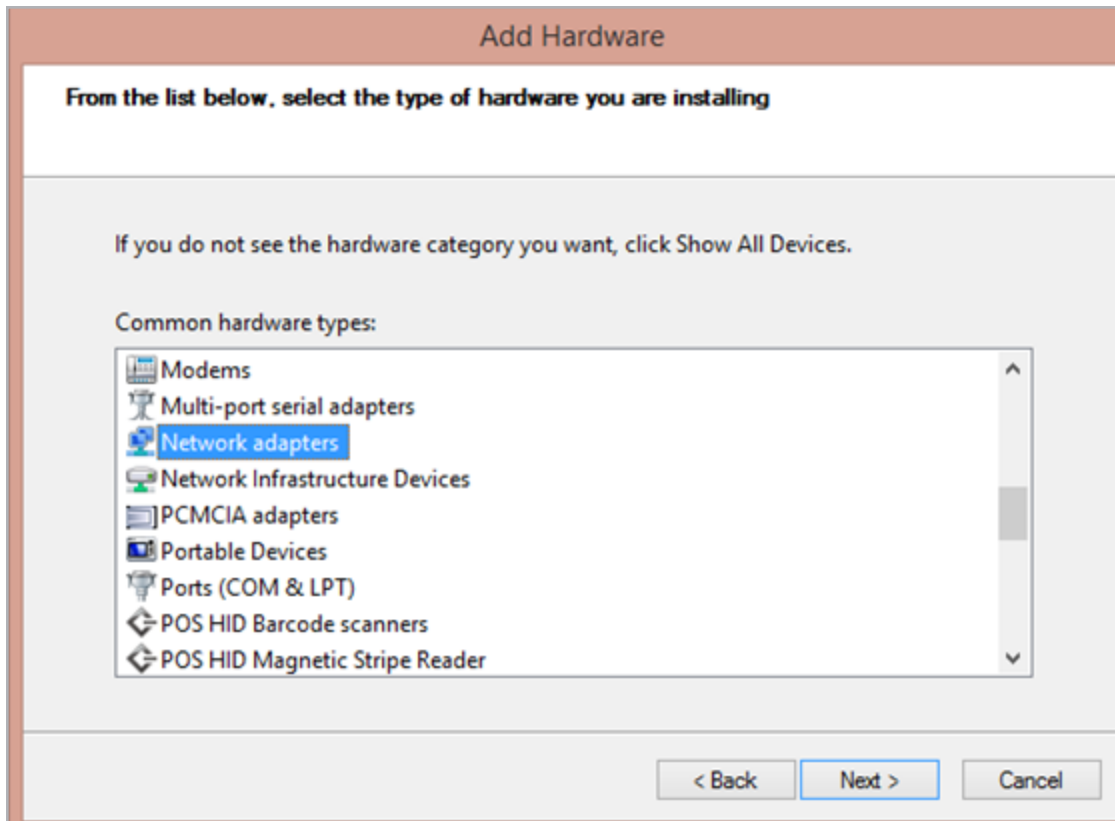 Add Hardware
From the list below, select the type of hardware you are installing
If you do not see the hardware category you want, click Show All Devices.
Common hardware types:
Modems
Multi-port serial adapters
Network adapters
Network Infrastructure Devices
PCMCIA adapters
Portable Devices
Ports (COM & LPT)
POS HID Barcode scanners
POS HID Magnetic Stripe Reader
< Back Next > Cancel